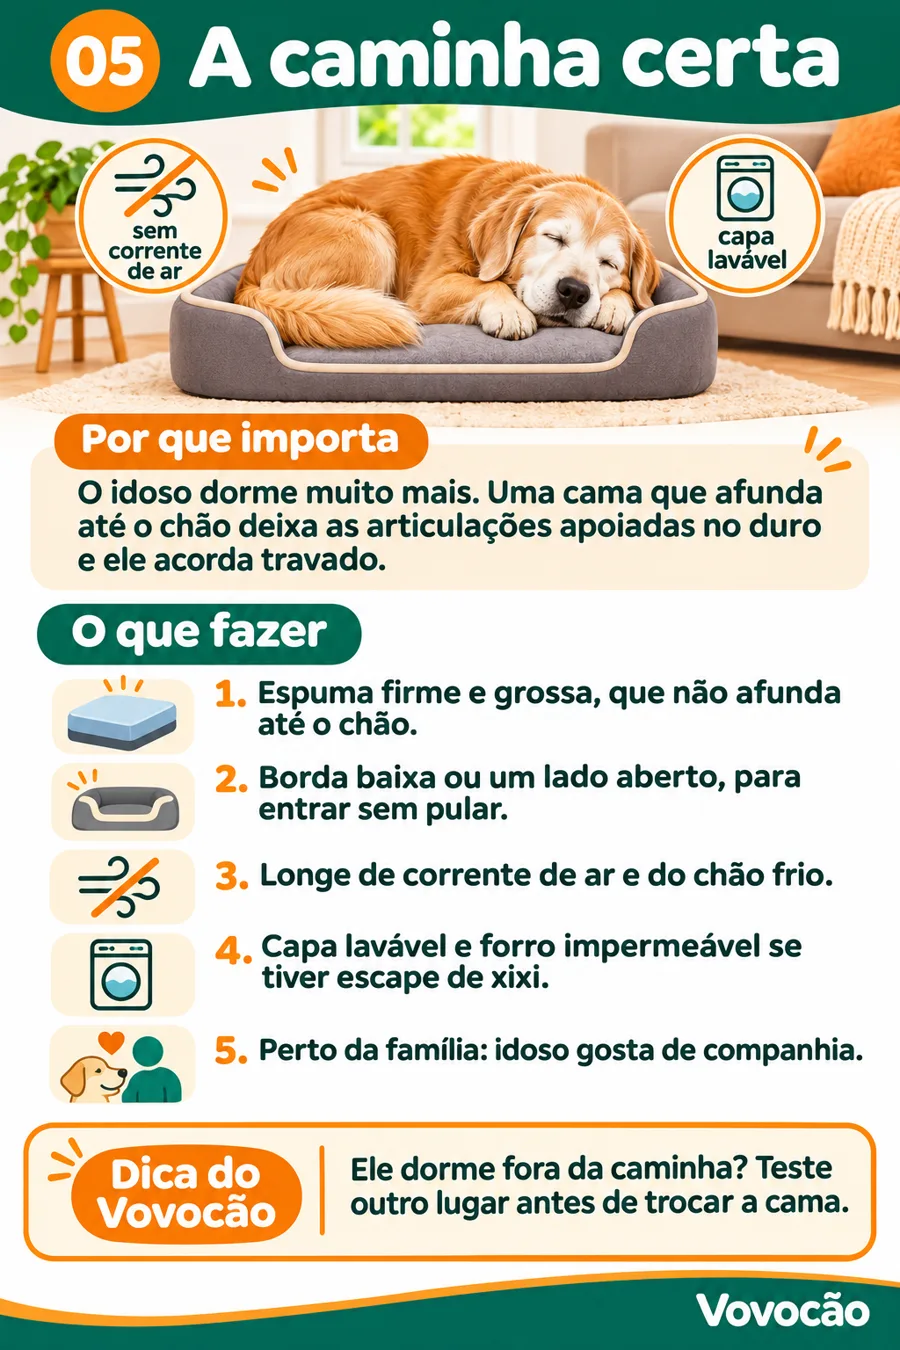 05 A caminha certa
sem
corrente
de ar
capa
lavável
Por que importa
O idoso dorme muito mais. Uma cama que afunda
até o chão deixa as articulações apoiadas no duro
e ele acorda travado.
O que fazer
1. Espuma firme e grossa, que não afunda
até o chão.
2. Borda baixa ou um lado aberto, para
entrar sem pular.
3. Longe de corrente de ar e do chão frio.
4. Capa lavável e forro impermeável se
tiver escape de xixi.
5. Perto da família: idoso gosta de companhia.
Dica do
Vovocão
Ele dorme fora da caminha? Teste
outro lugar antes de trocar a cama.
Vovocão